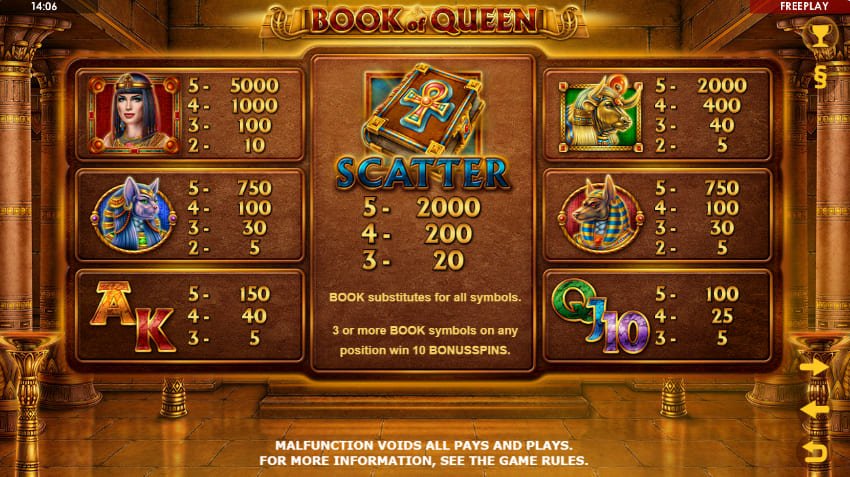 14:06
FREEPLAY
BOOK of QUEEN
§
5 - 5000
4 - 1000
3 - 100
2 - 10
SCATTER
5 - 2000
4 - 200
3 - 20
BOOK substitutes for all symbols.
3 or more BOOK symbols on any
position win 10 BONUSSPINS.
5 - 2000
4 - 400
3 - 40
2 - 5
5 - 750
4 - 100
3 - 30
2 - 5
5 - 750
4 - 100
3 - 30
2 - 5
A K
5 - 150
4 - 40
3 - 5
Q J 10
5 - 100
4 - 25
3 - 5
MALFUNCTION VOIDS ALL PAYS AND PLAYS.
FOR MORE INFORMATION, SEE THE GAME RULES.